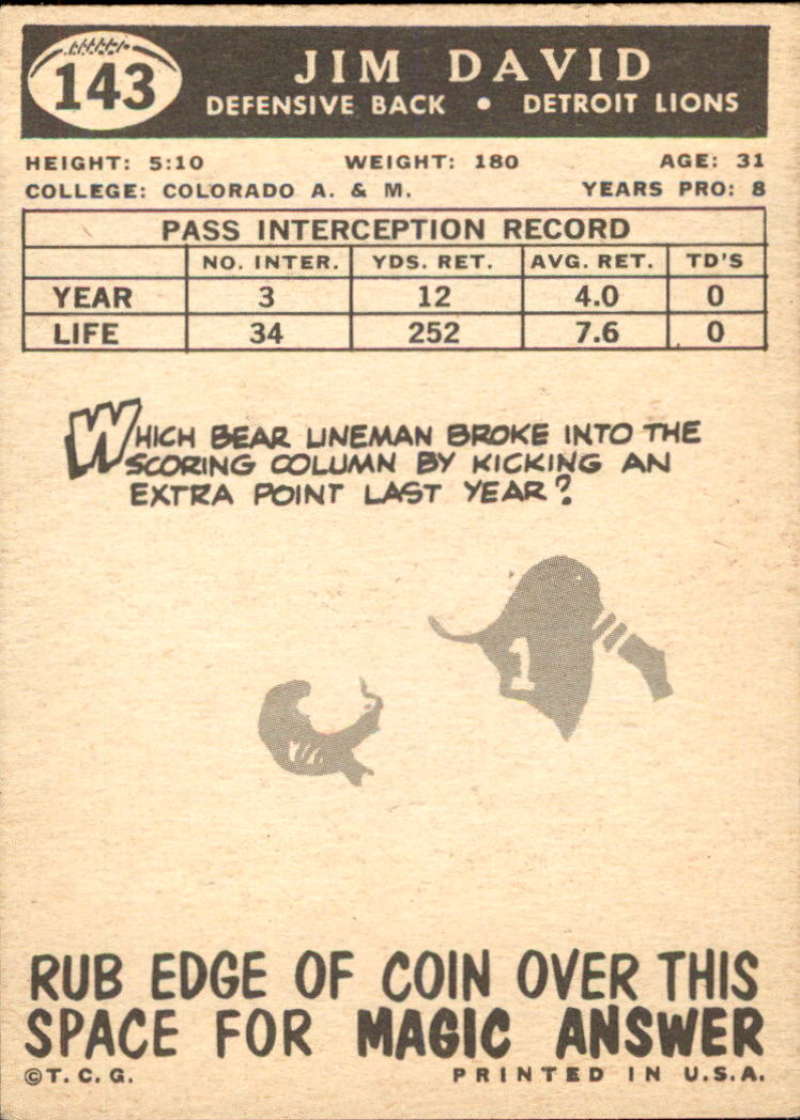 143
JIM DAVID
DEFENSIVE BACK • DETROIT LIONS
HEIGHT: 5:10 WEIGHT: 180 AGE: 31
COLLEGE: COLORADO A. & M. YEARS PRO: 8
PASS INTERCEPTION RECORD
NO. INTER. YDS. RET. AVG. RET. TD'S
YEAR 3 12 4.0 0
LIFE 34 252 7.6 0
WHICH BEAR LINEMAN BROKE INTO THE
SCORING COLUMN BY KICKING AN
EXTRA POINT LAST YEAR?
1
RUB EDGE OF COIN OVER THIS
SPACE FOR MAGIC ANSWER
©T. C. G. PRINTED IN U.S.A.